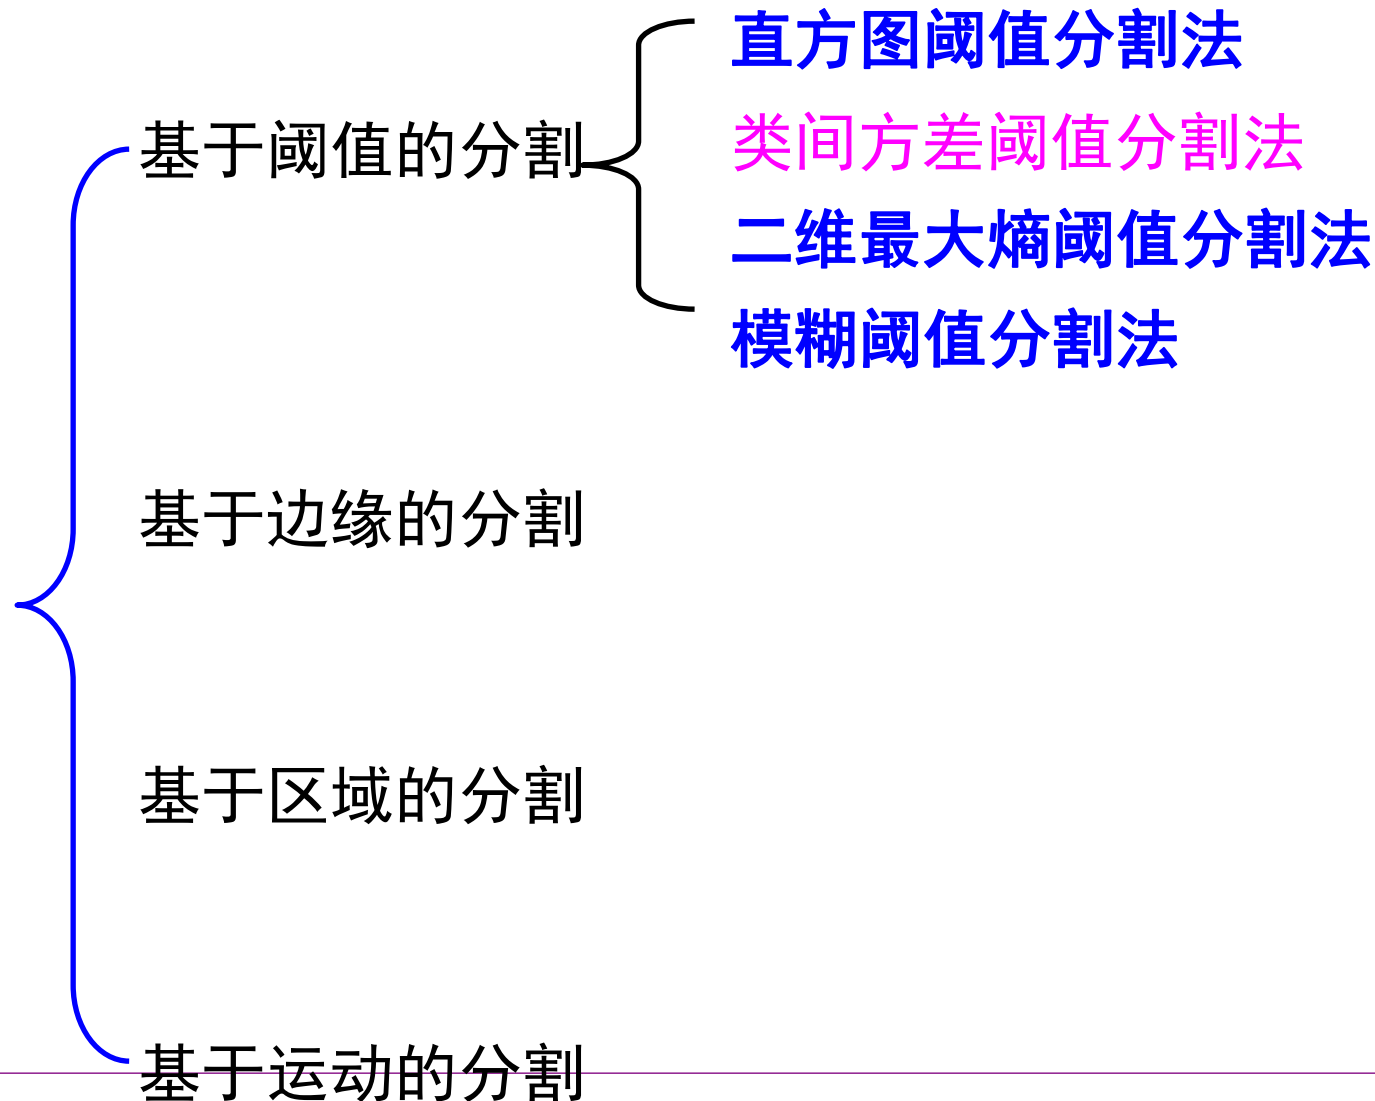 直方图阈值分割法
基于阈值的分割
类间方差阈值分割法
二维最大熵阈值分割法
模糊阈值分割法
基于边缘的分割
基于区域的分割
基于运动的分割